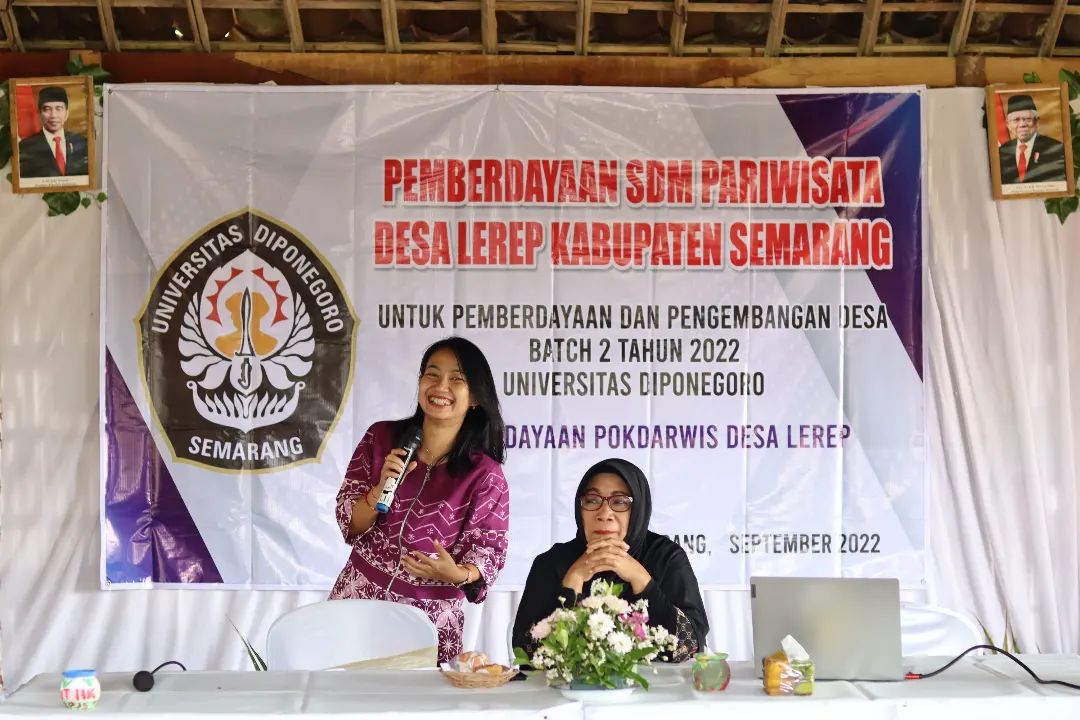 PEMBERDAYAAN SDM PARIWISATA
DESA LEREP KABUPATEN SEMARANG
UNTUK PEMBERDAYAAN DAN PENGEMBANGAN DESA
BATCH 2 TAHUN 2022
UNIVERSITAS DIPONEGORO
DAYAAN POKDARWIS DESA LEREP
ANG, SEPTEMBER 2022
UNIVERSITAS DIPONEGORO
SEMARANG